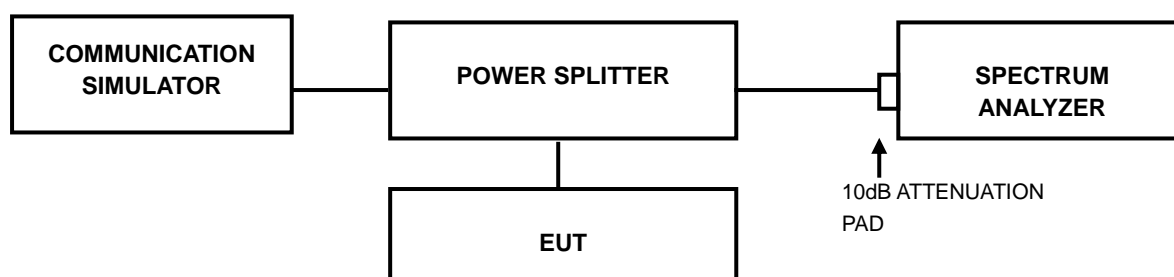 COMMUNICATION
SIMULATOR
POWER SPLITTER
SPECTRUM
ANALYZER
10dB ATTENUATION
PAD
EUT